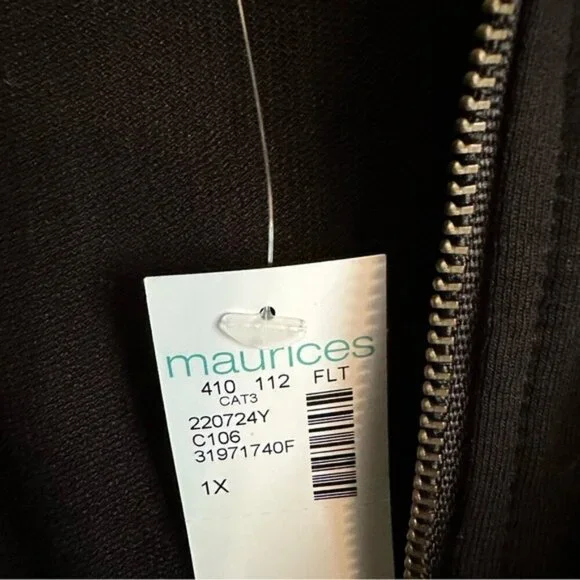 maurices
410 112 FLT
CAT3
220724Y
C106
31971740F
1X